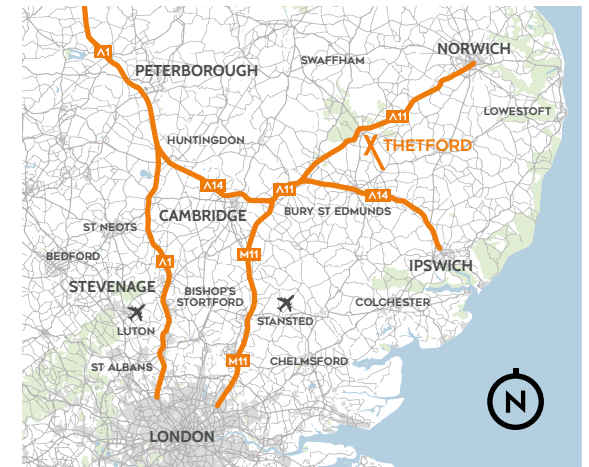 NORWICH
A1
SWAFFHAM
PETERBOROUGH
LOWESTOFT
A11
HUNTINGDON
THETFORD
A14
A11
A14
BURY ST EDMUNDS
CAMBRIDGE
ST NEOTS
M11
BEDFORD
A1
IPSWICH
STEVENAGE
BISHOP'S
STORTFORD
COLCHESTER
STANSTED
LUTON
M11
CHELMSFORD
ST ALBANS
N
LONDON